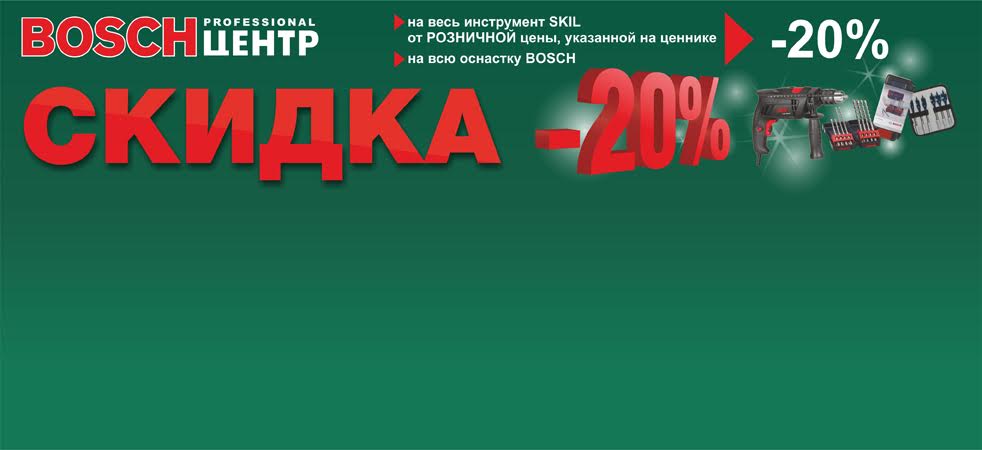 BOSCH PROFESSIONAL
ЦЕНТР
на весь инструмент SKIL
от РОЗНИЧНОЙ цены, указанной на ценнике
на всю оснастку BOSCH
-20%
СКИДКА
-20%